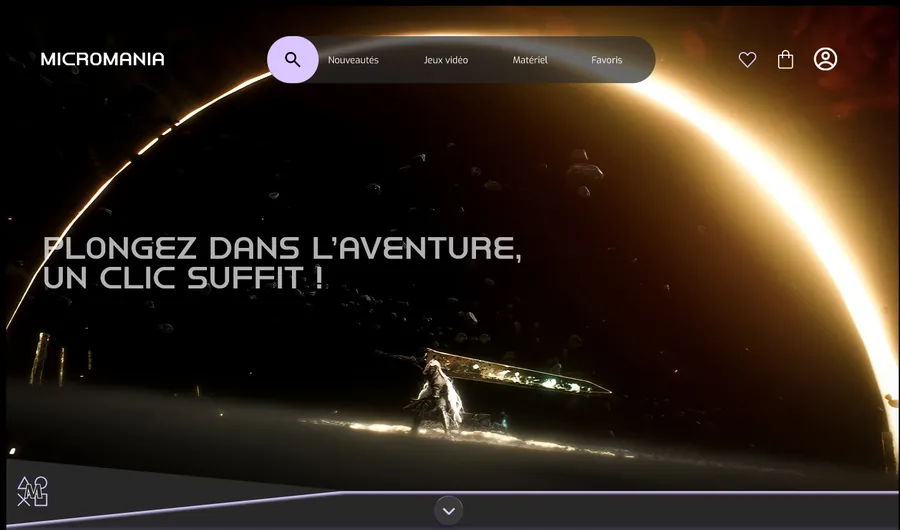 MICROMANIA
Nouveautés
Jeux vidéo
Matériel
Favoris
PLONGEZ DANS L'AVENTURE,
UN CLIC SUFFIT !
M